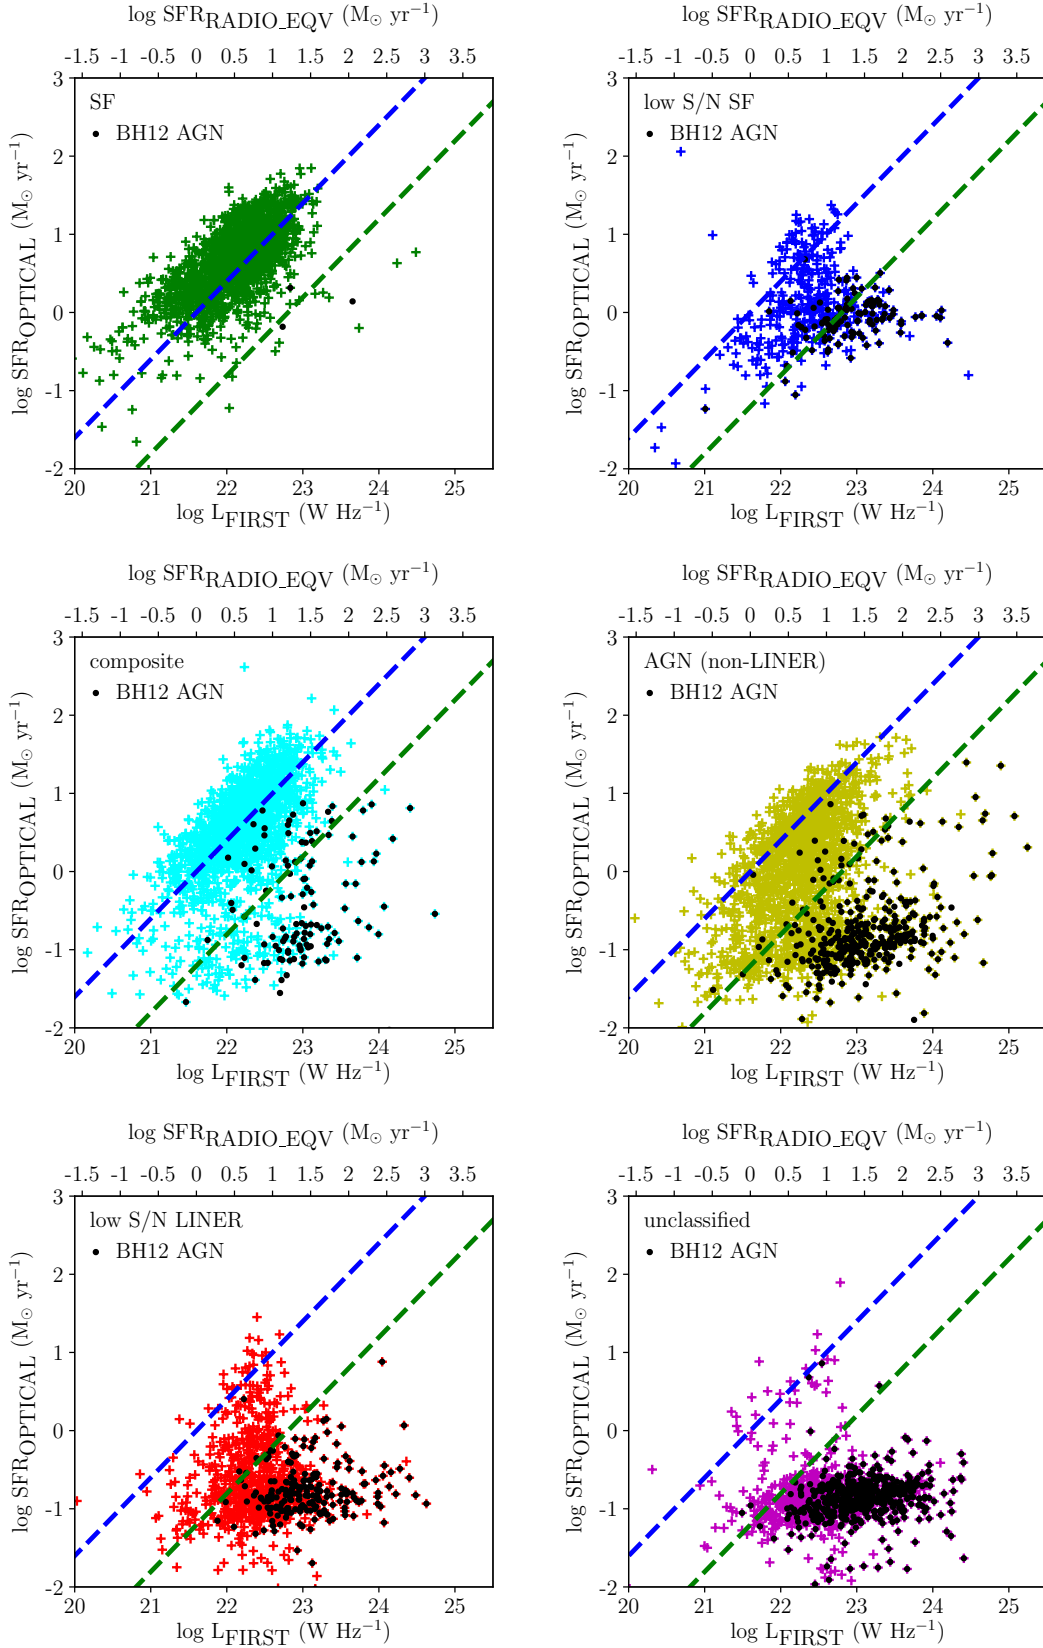 log SFR_RADIO_EQV (M⊙ yr⁻¹)
-1.5 -1 -0.5 0 0.5 1 1.5 2 2.5 3 3.5
3
2
1
0
-1
-2
log SFR_OPTICAL (M⊙ yr⁻¹)
SF
BH12 AGN
20 21 22 23 24 25
log L_FIRST (W Hz⁻¹)
log SFR_RADIO_EQV (M⊙ yr⁻¹)
-1.5 -1 -0.5 0 0.5 1 1.5 2 2.5 3 3.5
3
2
1
0
-1
-2
log SFR_OPTICAL (M⊙ yr⁻¹)
low S/N SF
BH12 AGN
20 21 22 23 24 25
log L_FIRST (W Hz⁻¹)
log SFR_RADIO_EQV (M⊙ yr⁻¹)
-1.5 -1 -0.5 0 0.5 1 1.5 2 2.5 3 3.5
3
2
1
0
-1
-2
log SFR_OPTICAL (M⊙ yr⁻¹)
composite
BH12 AGN
20 21 22 23 24 25
log L_FIRST (W Hz⁻¹)
log SFR_RADIO_EQV (M⊙ yr⁻¹)
-1.5 -1 -0.5 0 0.5 1 1.5 2 2.5 3 3.5
3
2
1
0
-1
-2
log SFR_OPTICAL (M⊙ yr⁻¹)
AGN (non-LINER)
BH12 AGN
20 21 22 23 24 25
log L_FIRST (W Hz⁻¹)
log SFR_RADIO_EQV (M⊙ yr⁻¹)
-1.5 -1 -0.5 0 0.5 1 1.5 2 2.5 3 3.5
3
2
1
0
-1
-2
log SFR_OPTICAL (M⊙ yr⁻¹)
low S/N LINER
BH12 AGN
20 21 22 23 24 25
log L_FIRST (W Hz⁻¹)
log SFR_RADIO_EQV (M⊙ yr⁻¹)
-1.5 -1 -0.5 0 0.5 1 1.5 2 2.5 3 3.5
3
2
1
0
-1
-2
log SFR_OPTICAL (M⊙ yr⁻¹)
unclassified
BH12 AGN
20 21 22 23 24 25
log L_FIRST (W Hz⁻¹)